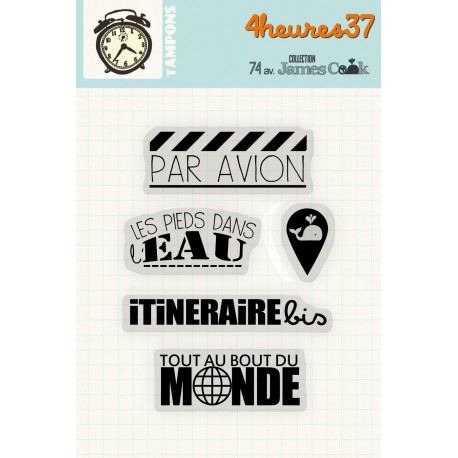 TAMPONS
4heures37
COLLECTION
74 av. James Cook
PAR AVION
LES PIEDS DANS
l'EAU
iTiNERAiRE bis
TOUT AU BOUT DU
MONDE